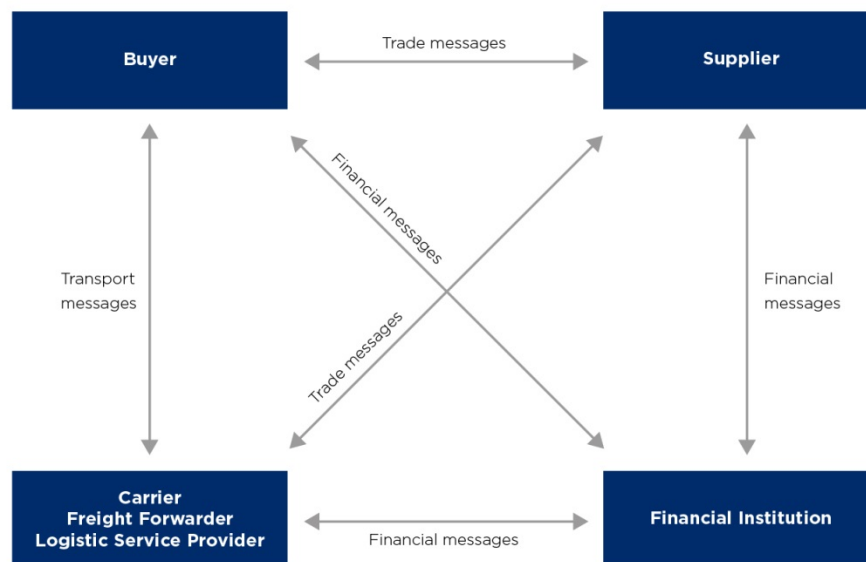 Buyer
Trade messages
Supplier
Financial messages
Transport
messages
Financial
messages
Trade messages
Carrier
Freight Forwarder
Logistic Service Provider
Financial messages
Financial Institution